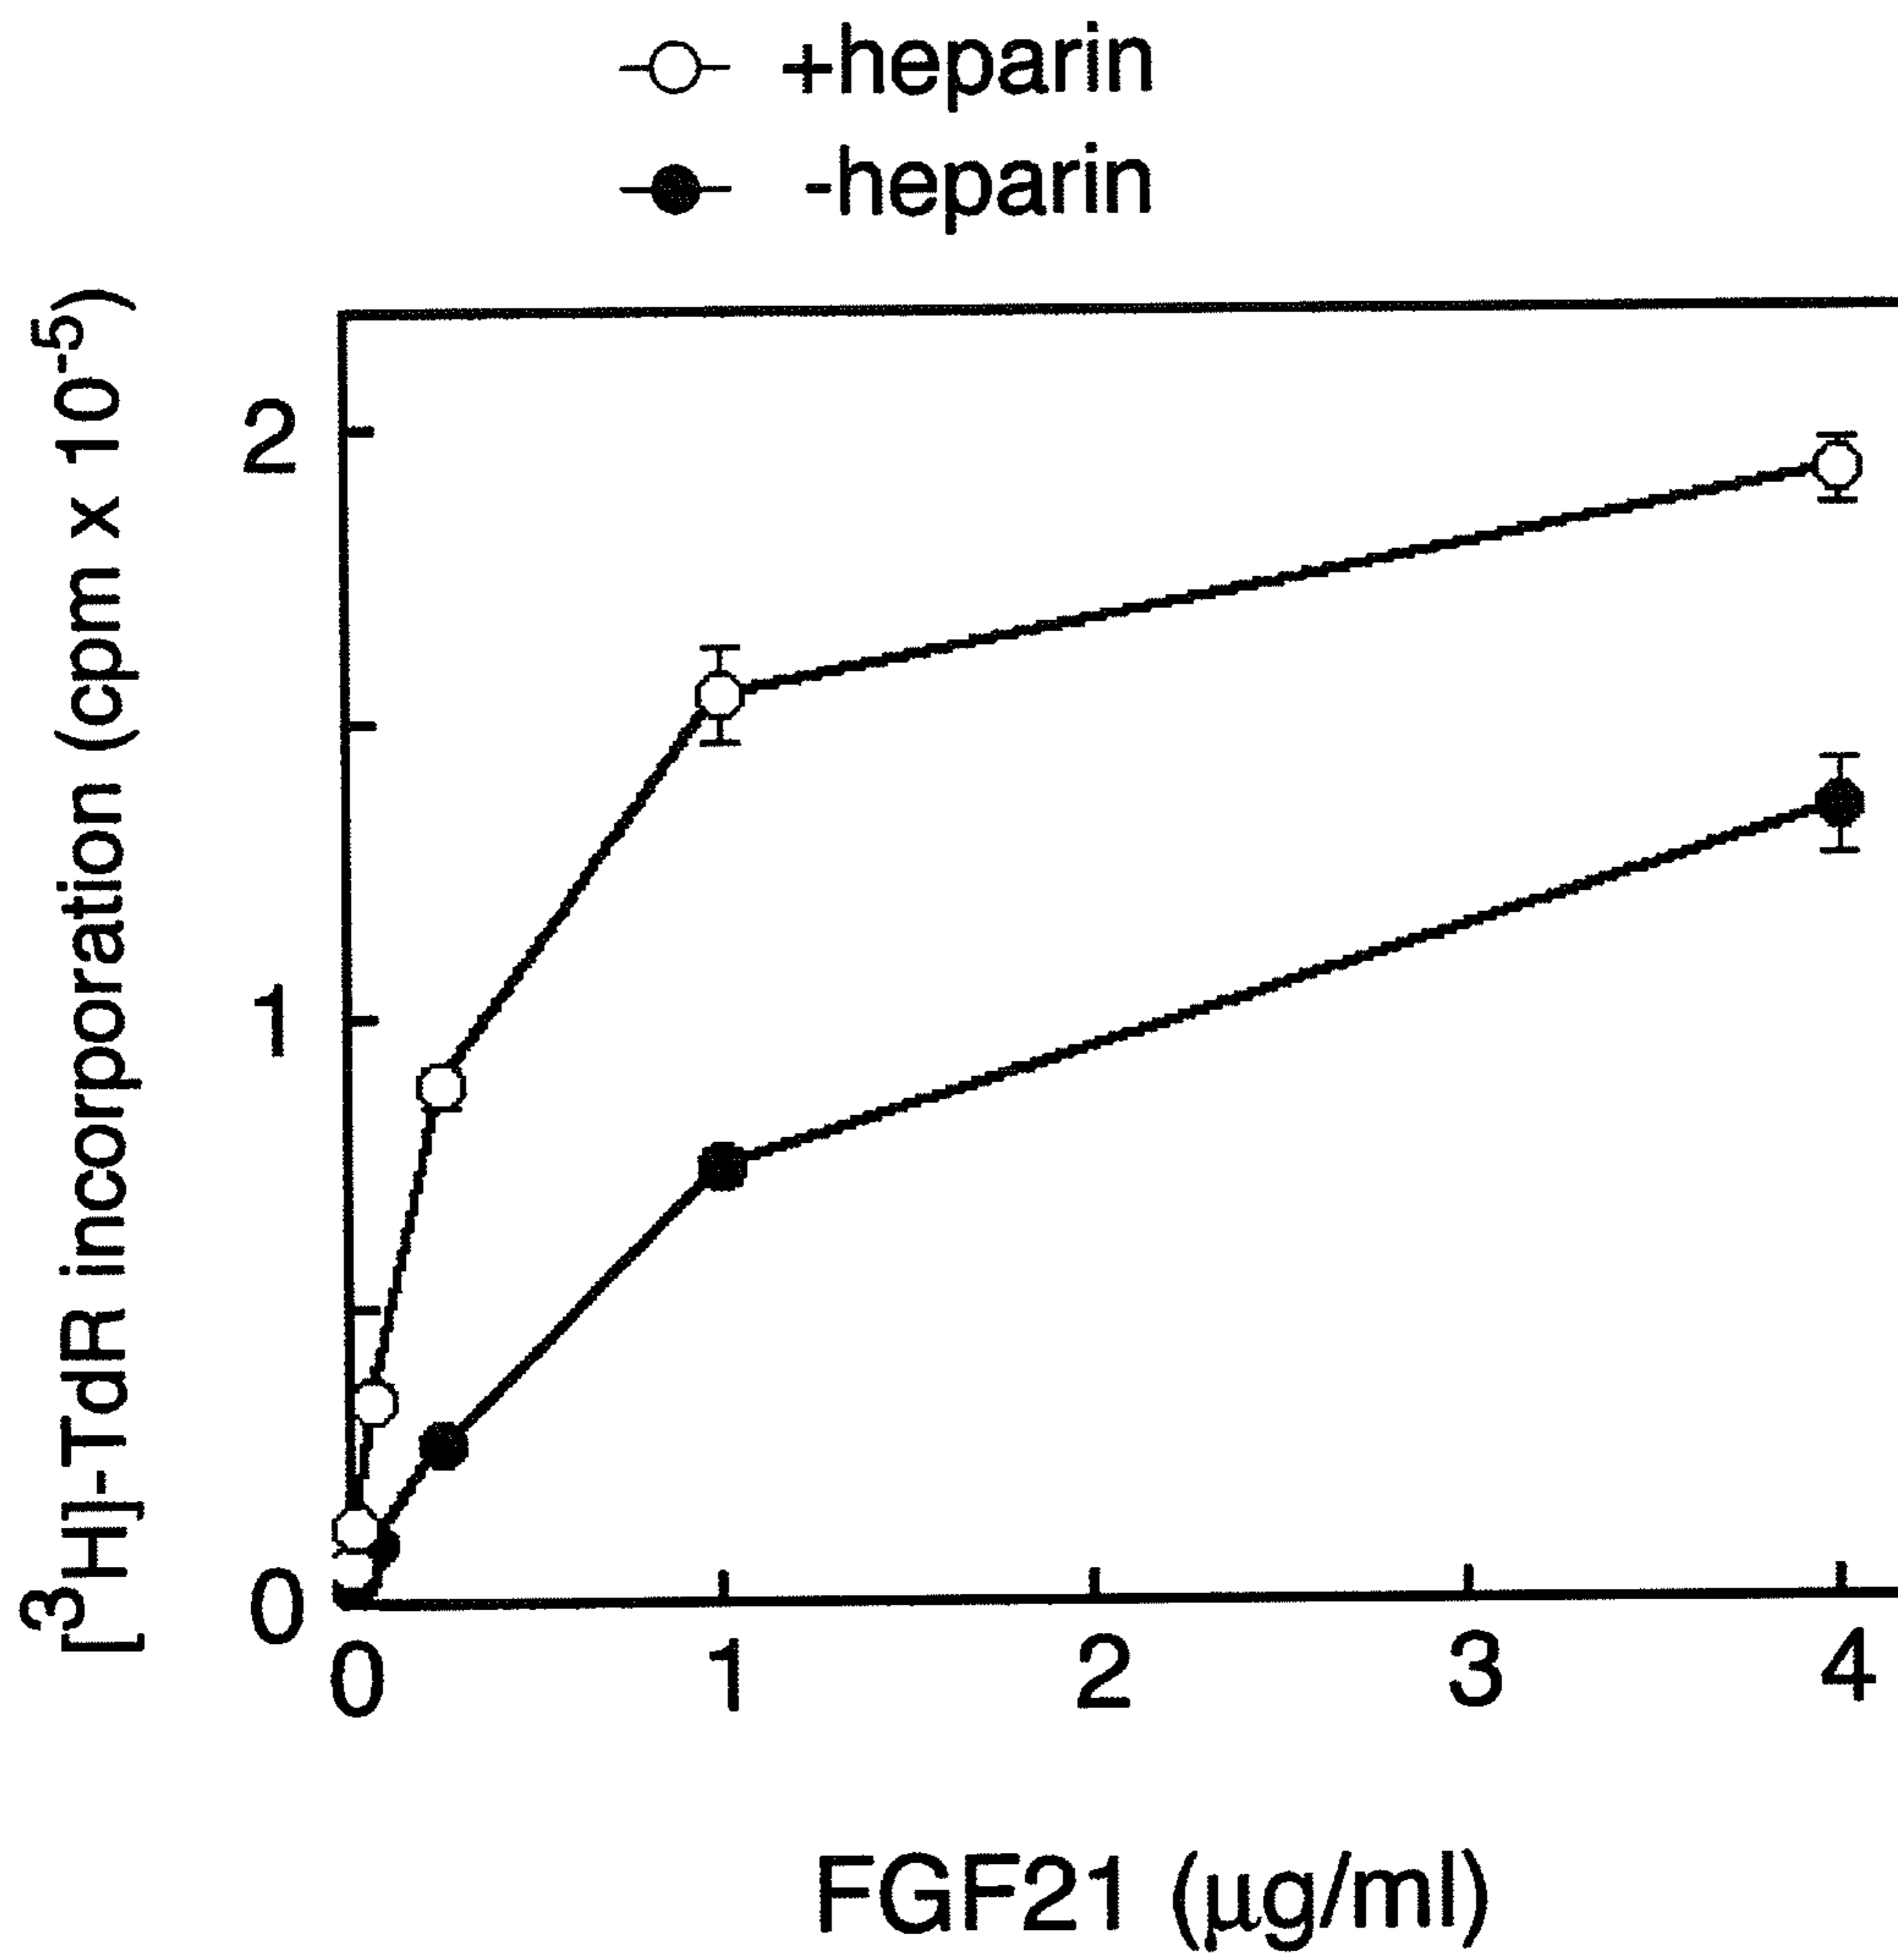 +heparin
-heparin
[³H]-TdR incorporation (cpm x 10⁻⁵)
2
1
0
0 1 2 3 4
FGF21 (µg/ml)